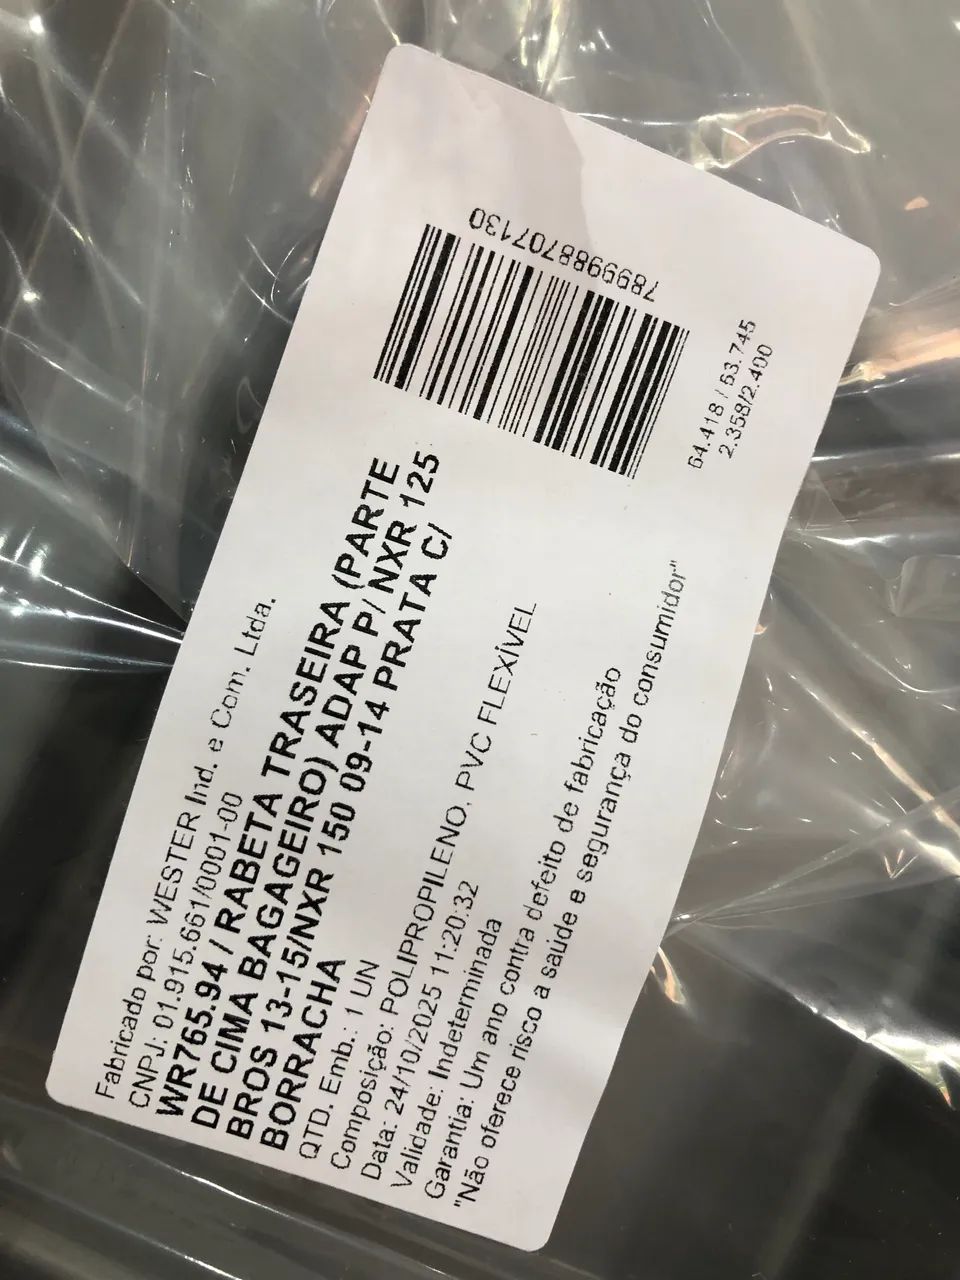 Fabricado por: WESTER Ind. e Com. Ltda.
CNPJ: 01.915.661/0001-00
WR765.94 / RABETA TRASEIRA (PARTE
DE CIMA BAGAGEIRO) ADAP P/ NXR 125
BROS 13-15/NXR 150 09-14 PRATA C/
BORRACHA
QTD. Emb.: 1 UN
Composição: POLIPROPILENO, PVC FLEXÍVEL
Data: 24/10/2025 11:20:32
Validade: Indeterminada
Garantia: Um ano contra defeito de fabricação
"Não oferece risco a saúde e segurança do consumidor"
7899988707130
64.418 / 63.745
2.358/2.400